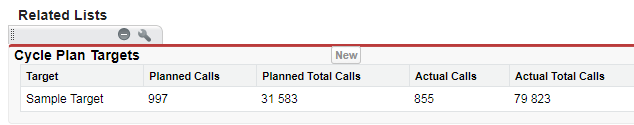 Related Lists
Cycle Plan Targets New
Target Planned Calls Planned Total Calls Actual Calls Actual Total Calls
Sample Target 997 31 583 855 79 823